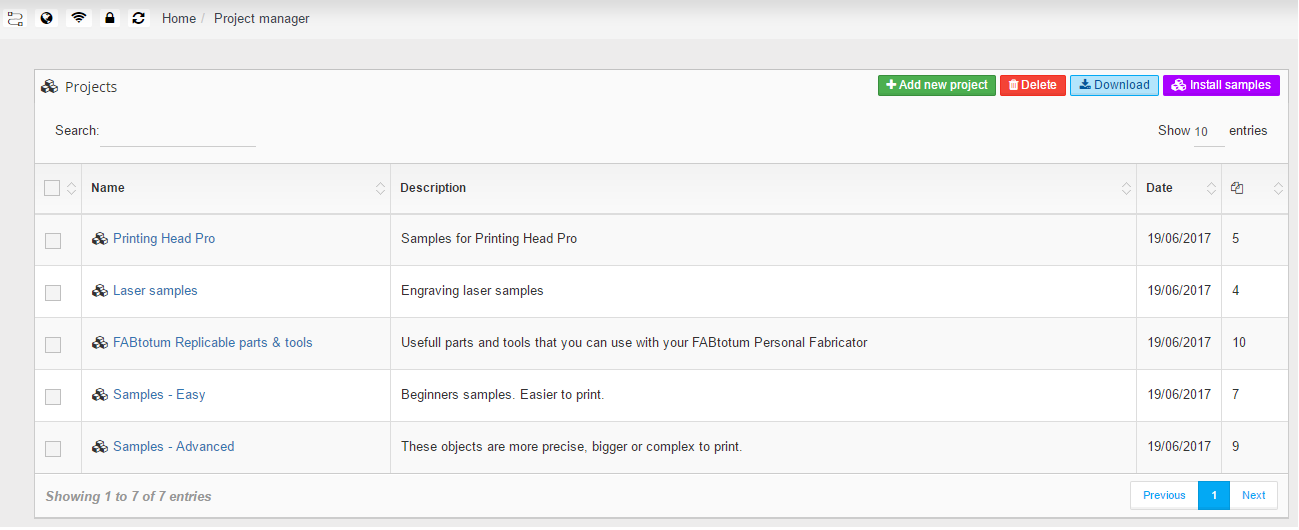 Home / Project manager
Projects
Add new project Delete Download Install samples
Search: Show 10 entries
Name Description Date
Printing Head Pro Samples for Printing Head Pro 19/06/2017 5
Laser samples Engraving laser samples 19/06/2017 4
FABtotum Replicable parts & tools Usefull parts and tools that you can use with your FABtotum Personal Fabricator 19/06/2017 10
Samples - Easy Beginners samples. Easier to print. 19/06/2017 7
Samples - Advanced These objects are more precise, bigger or complex to print. 19/06/2017 9
Showing 1 to 7 of 7 entries Previous 1 Next